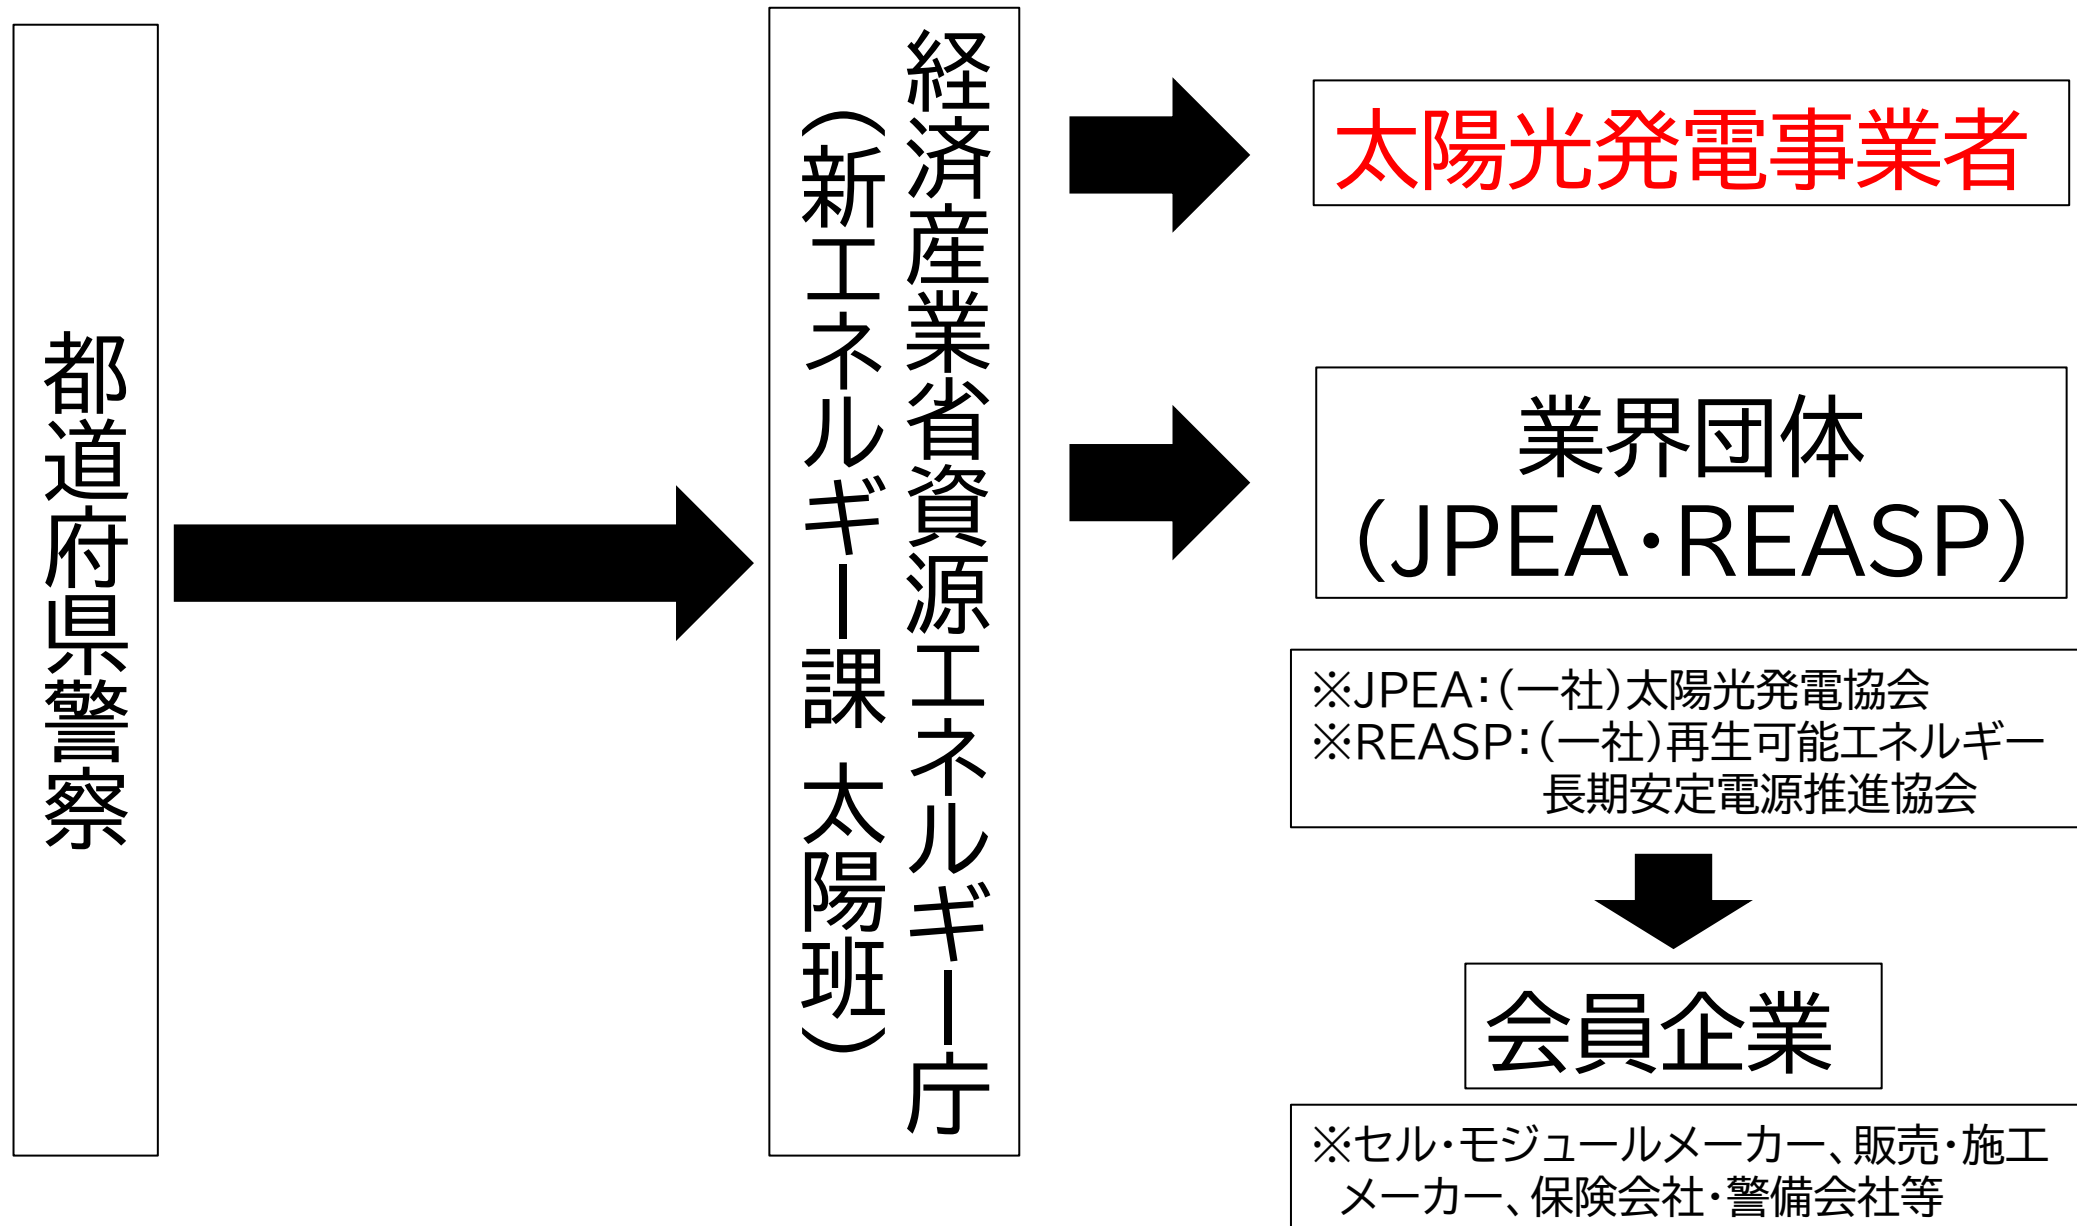 都道府県警察
経済産業省資源エネルギー庁
（新エネルギー課 太陽班）
太陽光発電事業者
業界団体
（JPEA・REASP）
※JPEA：（一社）太陽光発電協会
※REASP：（一社）再生可能エネルギー
長期安定電源推進協会
会員企業
※セル・モジュールメーカー、販売・施工
メーカー、保険会社・警備会社等